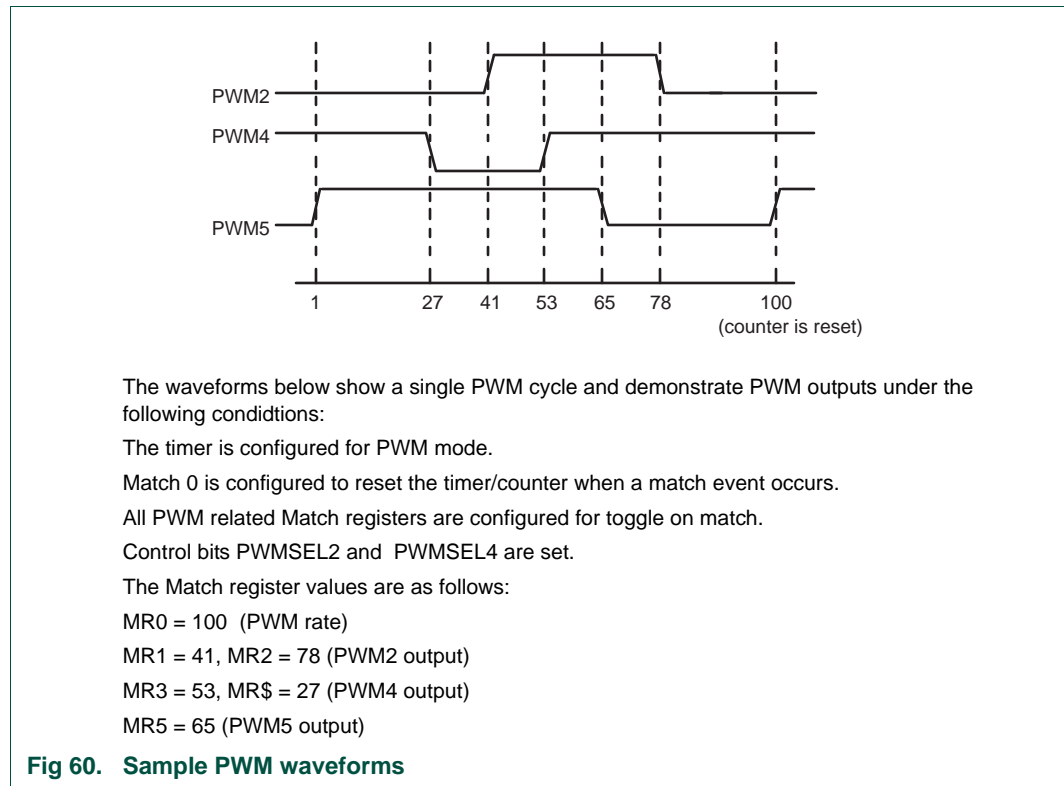 PWM2
PWM4
PWM5
1 27 41 53 65 78 100
(counter is reset)
The waveforms below show a single PWM cycle and demonstrate PWM outputs under the
following condidtions:
The timer is configured for PWM mode.
Match 0 is configured to reset the timer/counter when a match event occurs.
All PWM related Match registers are configured for toggle on match.
Control bits PWMSEL2 and PWMSEL4 are set.
The Match register values are as follows:
MR0 = 100 (PWM rate)
MR1 = 41, MR2 = 78 (PWM2 output)
MR3 = 53, MR$ = 27 (PWM4 output)
MR5 = 65 (PWM5 output)
Fig 60. Sample PWM waveforms